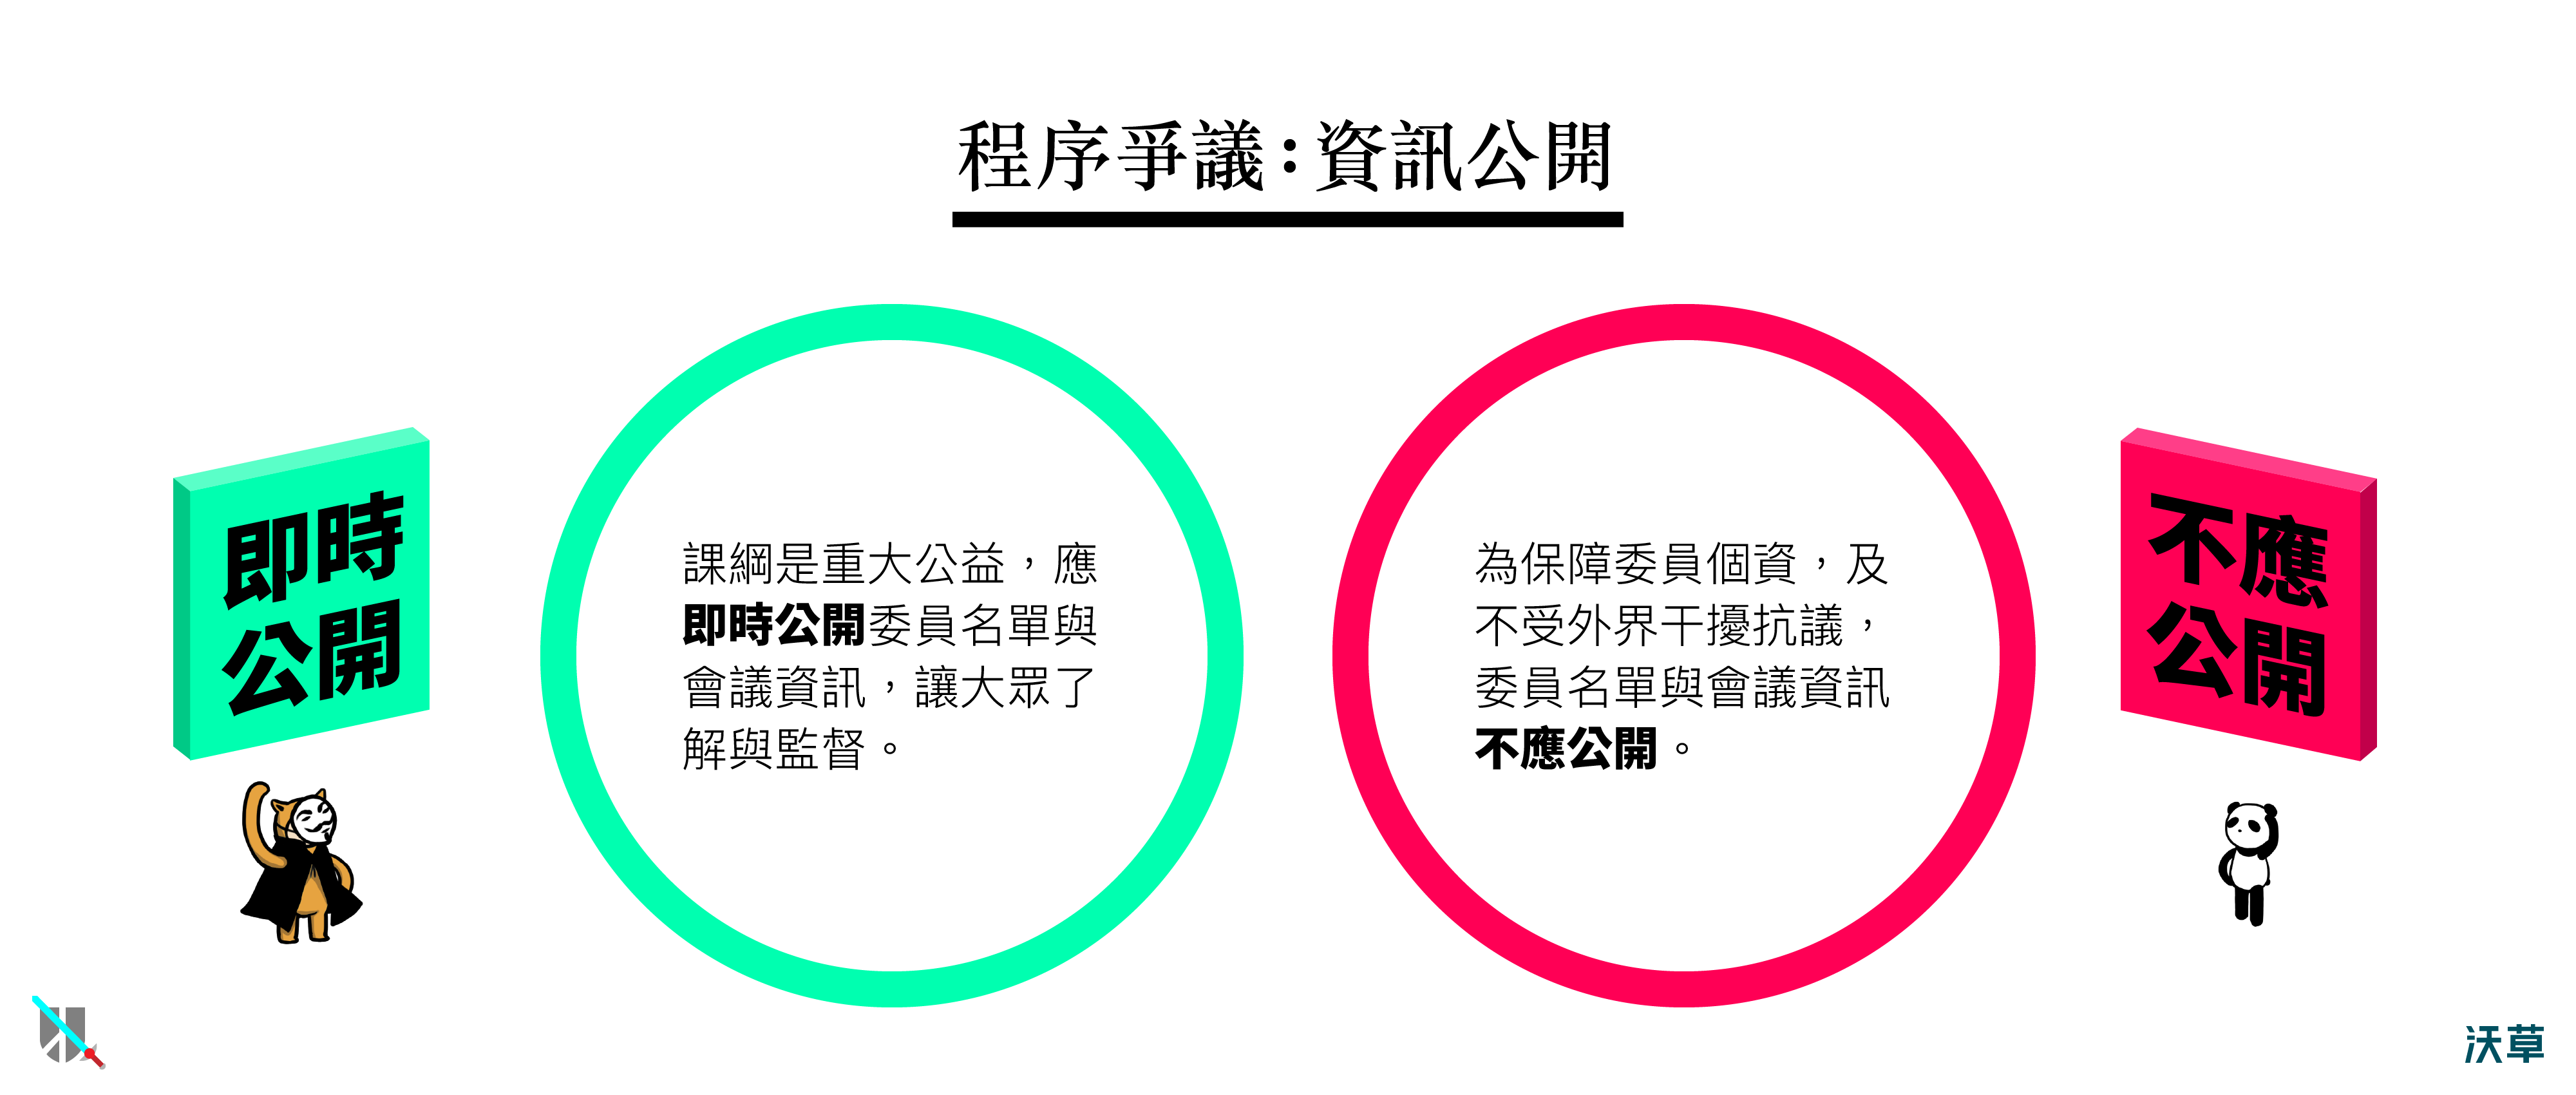 程序爭議：資訊公開
即時
公開
課綱是重大公益，應
即時公開委員名單與
會議資訊，讓大眾了
解與監督。
為保障委員個資，及
不受外界干擾抗議，
委員名單與會議資訊
不應公開。
不應
公開
沃草